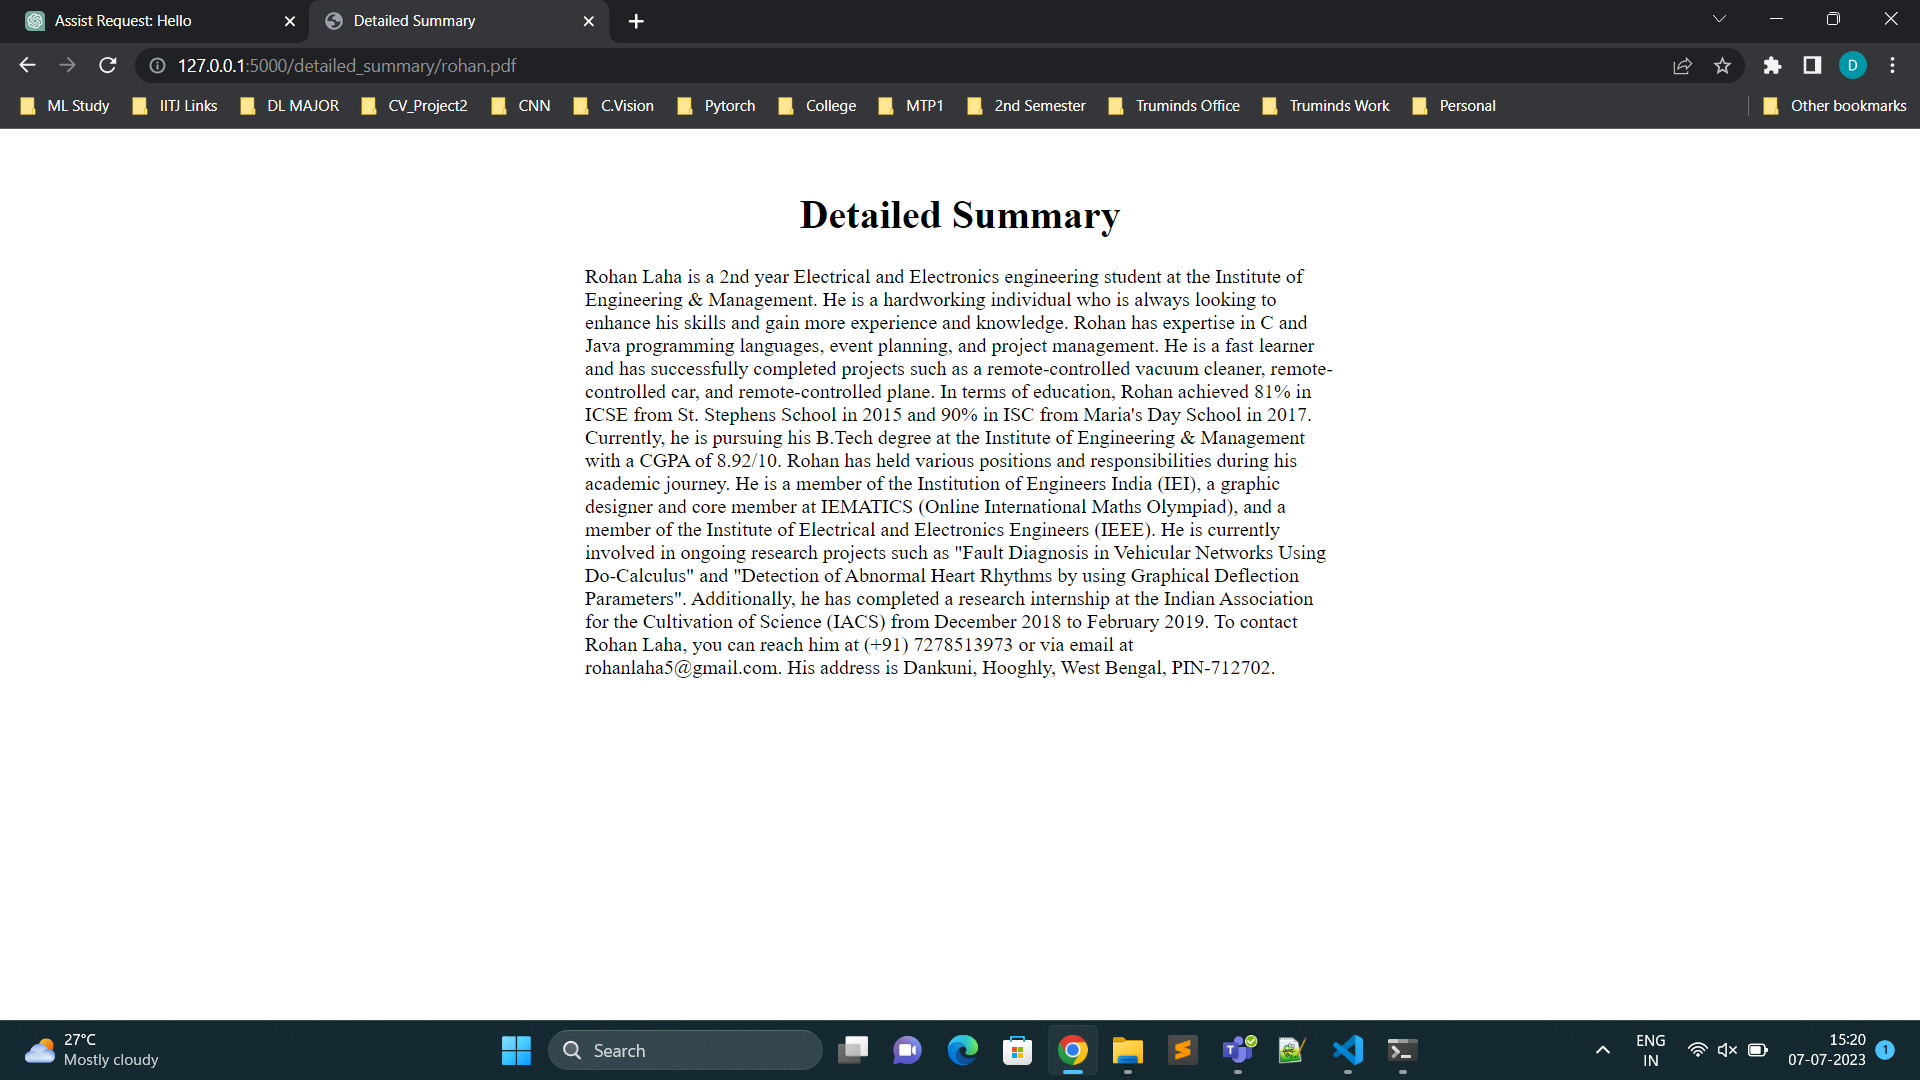 Assist Request: Hello
Detailed Summary
127.0.0.1:5000/detailed_summary/rohan.pdf
D
ML Study
IITJ Links
DL MAJOR
CV_Project2
CNN
C.Vision
Pytorch
College
MTP1
2nd Semester
Truminds Office
Truminds Work
Personal
Other bookmarks
Detailed Summary
Rohan Laha is a 2nd year Electrical and Electronics engineering student at the Institute of
Engineering & Management. He is a hardworking individual who is always looking to
enhance his skills and gain more experience and knowledge. Rohan has expertise in C and
Java programming languages, event planning, and project management. He is a fast learner
and has successfully completed projects such as a remote-controlled vacuum cleaner, remote-
controlled car, and remote-controlled plane. In terms of education, Rohan achieved 81% in
ICSE from St. Stephens School in 2015 and 90% in ISC from Maria's Day School in 2017.
Currently, he is pursuing his B.Tech degree at the Institute of Engineering & Management
with a CGPA of 8.92/10. Rohan has held various positions and responsibilities during his
academic journey. He is a member of the Institution of Engineers India (IEI), a graphic
designer and core member at IEMATICS (Online International Maths Olympiad), and a
member of the Institute of Electrical and Electronics Engineers (IEEE). He is currently
involved in ongoing research projects such as "Fault Diagnosis in Vehicular Networks Using
Do-Calculus" and "Detection of Abnormal Heart Rhythms by using Graphical Deflection
Parameters". Additionally, he has completed a research internship at the Indian Association
for the Cultivation of Science (IACS) from December 2018 to February 2019. To contact
Rohan Laha, you can reach him at (+91) 7278513973 or via email at
rohanlaha5@gmail.com. His address is Dankuni, Hooghly, West Bengal, PIN-712702.
27°C
Mostly cloudy
Search
ENG
IN
15:20
07-07-2023
1